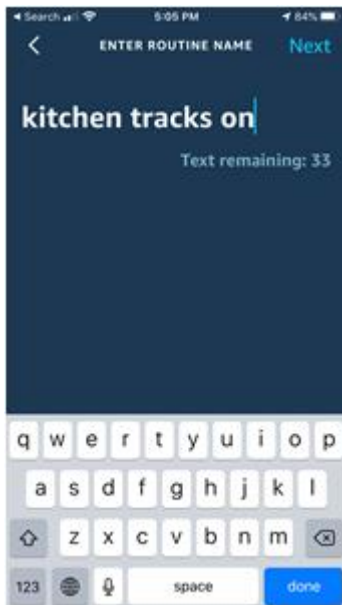 Search 5:05 PM 84%
ENTER ROUTINE NAME Next
kitchen tracks on
Text remaining: 33
q w e r t y u i o p
a s d f g h j k l
z x c v b n m
123 space done